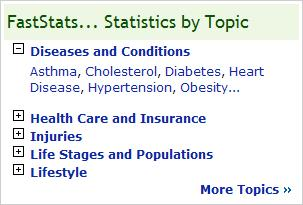 FastStats... Statistics by Topic
Diseases and Conditions
Asthma, Cholesterol, Diabetes, Heart
Disease, Hypertension, Obesity...
Health Care and Insurance
Injuries
Life Stages and Populations
Lifestyle
More Topics »